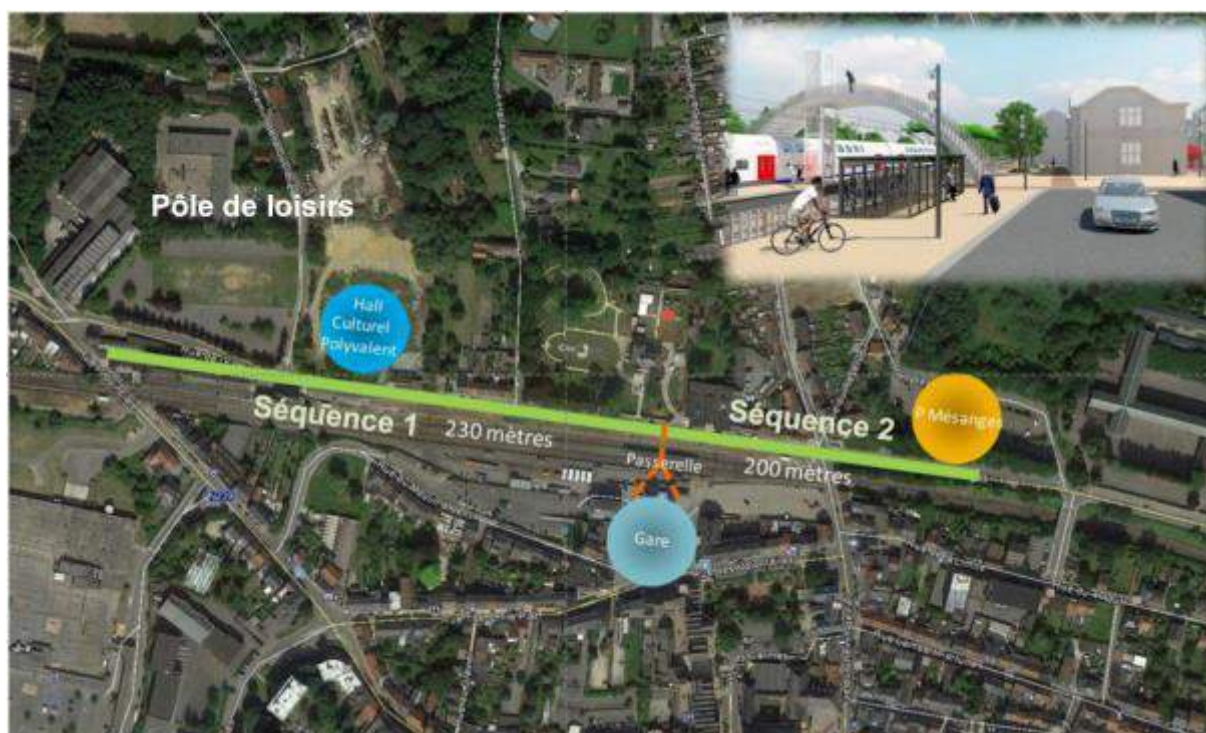 Pôle de loisirs
Hall
Culturel
Polyvalent
Séquence 1
230 mètres
Séquence 2
200 mètres
P Mésanges
Passerelle
Gare